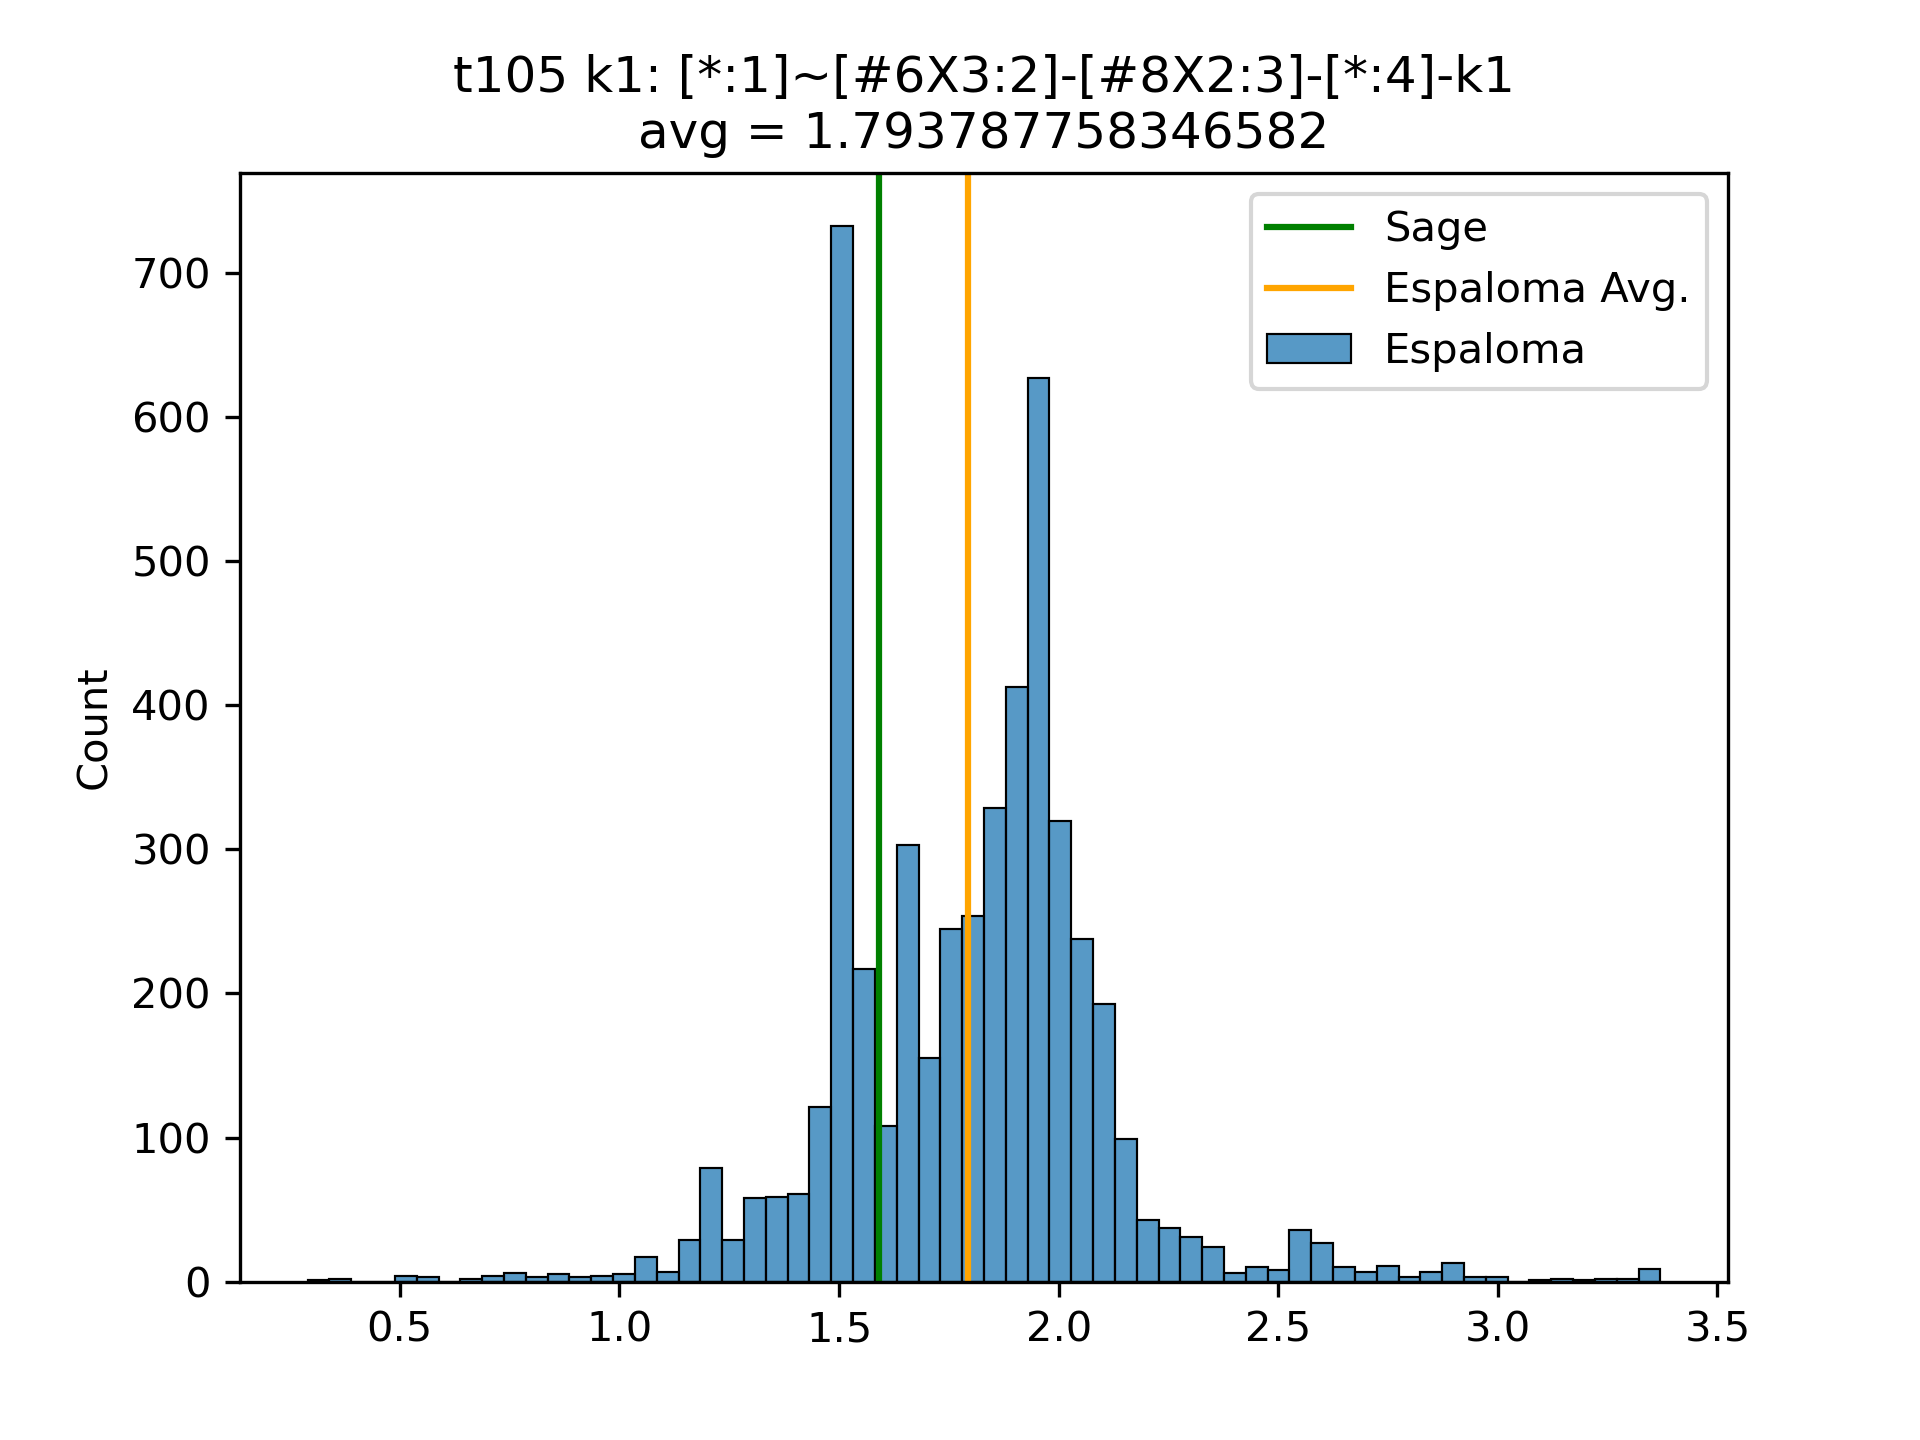 t105 k1: [*:1]~[#6X3:2]-[#8X2:3]-[*:4]-k1
avg = 1.7937877583465​82
Sage
Espaloma Avg.
Espaloma
Count
700
600
500
400
300
200
100
0
0.5 1.0 1.5 2.0 2.5 3.0 3.5